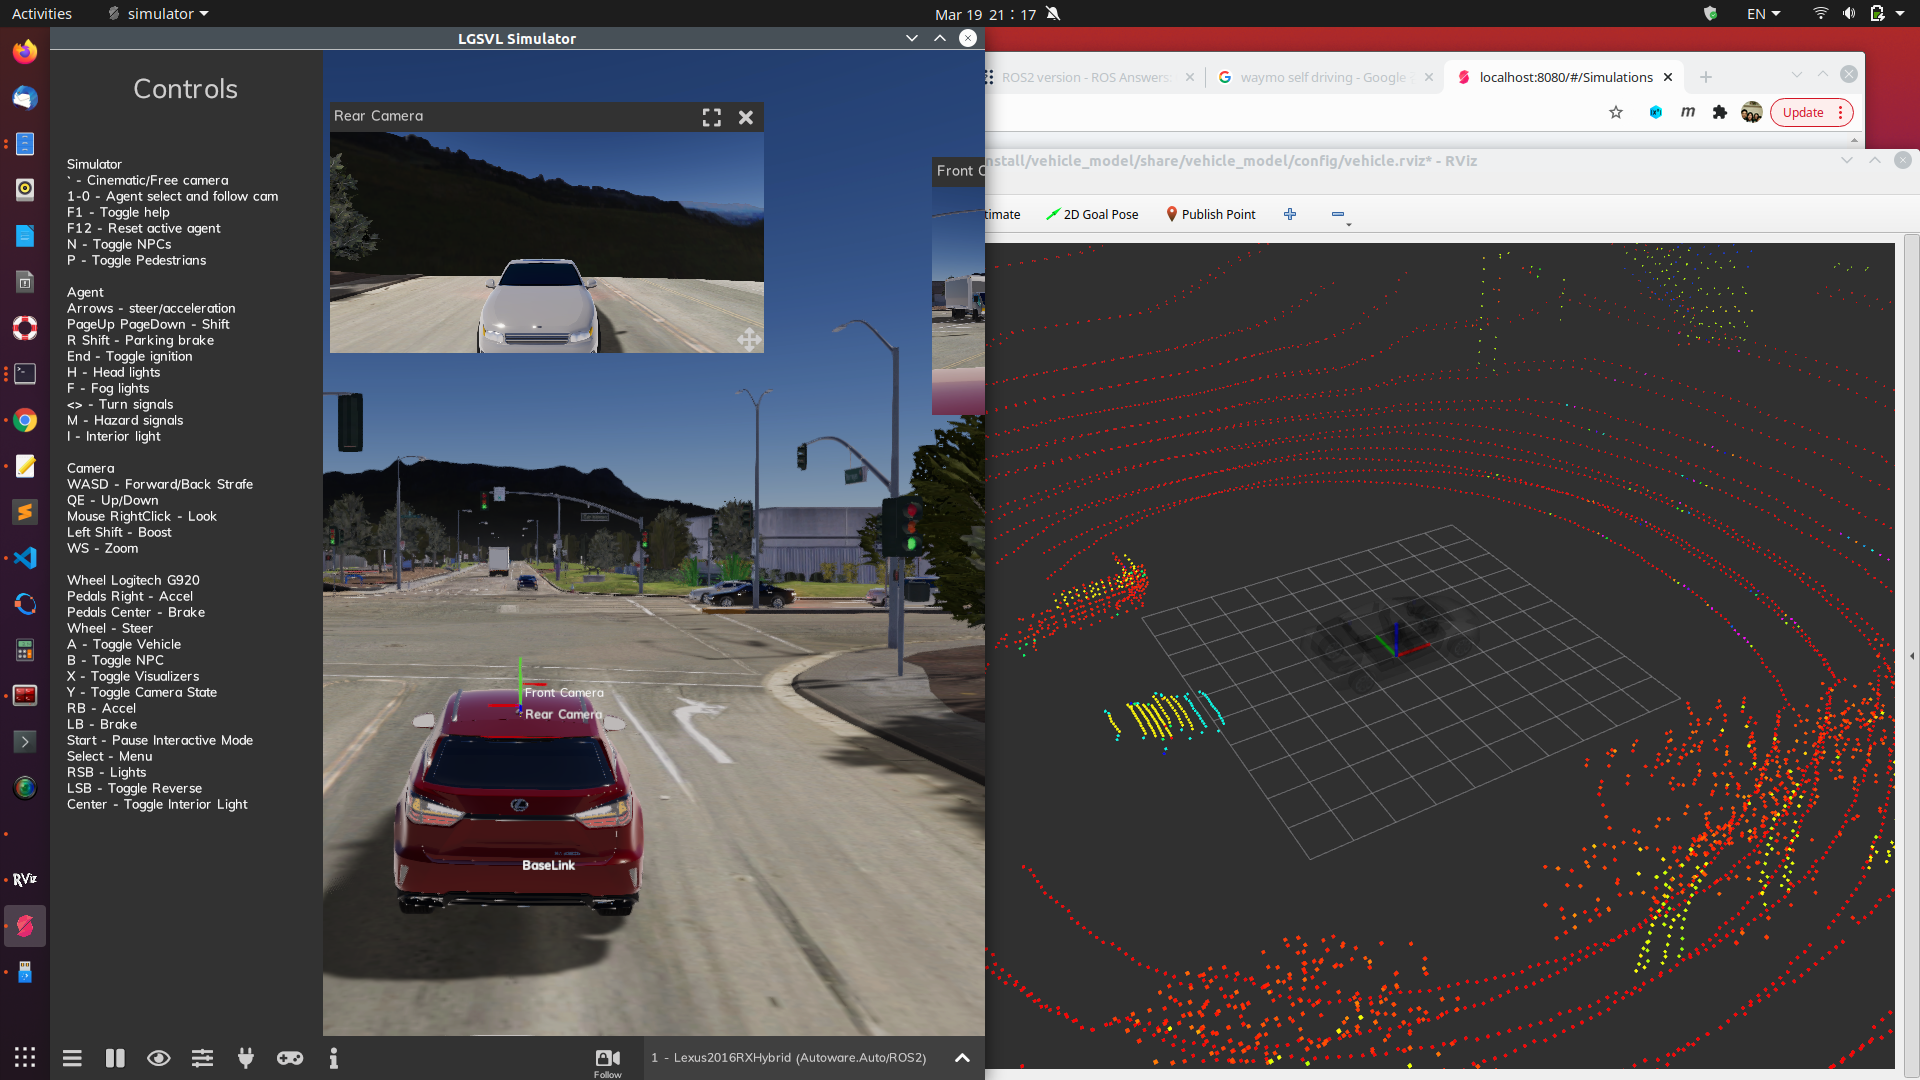 Activities
simulator
Mar 19 21 : 17
EN
LGSVL Simulator
Controls
Simulator
` - Cinematic/Free camera
1-0 - Agent select and follow cam
F1 - Toggle help
F12 - Reset active agent
N - Toggle NPCs
P - Toggle Pedestrians
Agent
Arrows - steer/acceleration
PageUp PageDown - Shift
R Shift - Parking brake
End - Toggle ignition
H - Head lights
F - Fog lights
<> - Turn signals
M - Hazard signals
I - Interior light
Camera
WASD - Forward/Back Strafe
QE - Up/Down
Mouse RightClick - Look
Left Shift - Boost
WS - Zoom
Wheel Logitech G920
Pedals Right - Accel
Pedals Center - Brake
Wheel - Steer
A - Toggle Vehicle
B - Toggle NPC
X - Toggle Visualizers
Y - Toggle Camera State
RB - Accel
LB - Brake
Start - Pause Interactive Mode
Select - Menu
RSB - Lights
LSB - Toggle Reverse
Center - Toggle Interior Light
RViz
Rear Camera
Front C
Front Camera
Rear Camera
BaseLink
Follow
1 - Lexus2016RXHybrid (Autoware.Auto/ROS2)
ROS2 version - ROS Answers:
waymo self driving - Google
localhost:8080/#/Simulations
m
Update
nstall/vehicle_model/share/vehicle_model/config/vehicle.rviz* - RViz
timate
2D Goal Pose
Publish Point